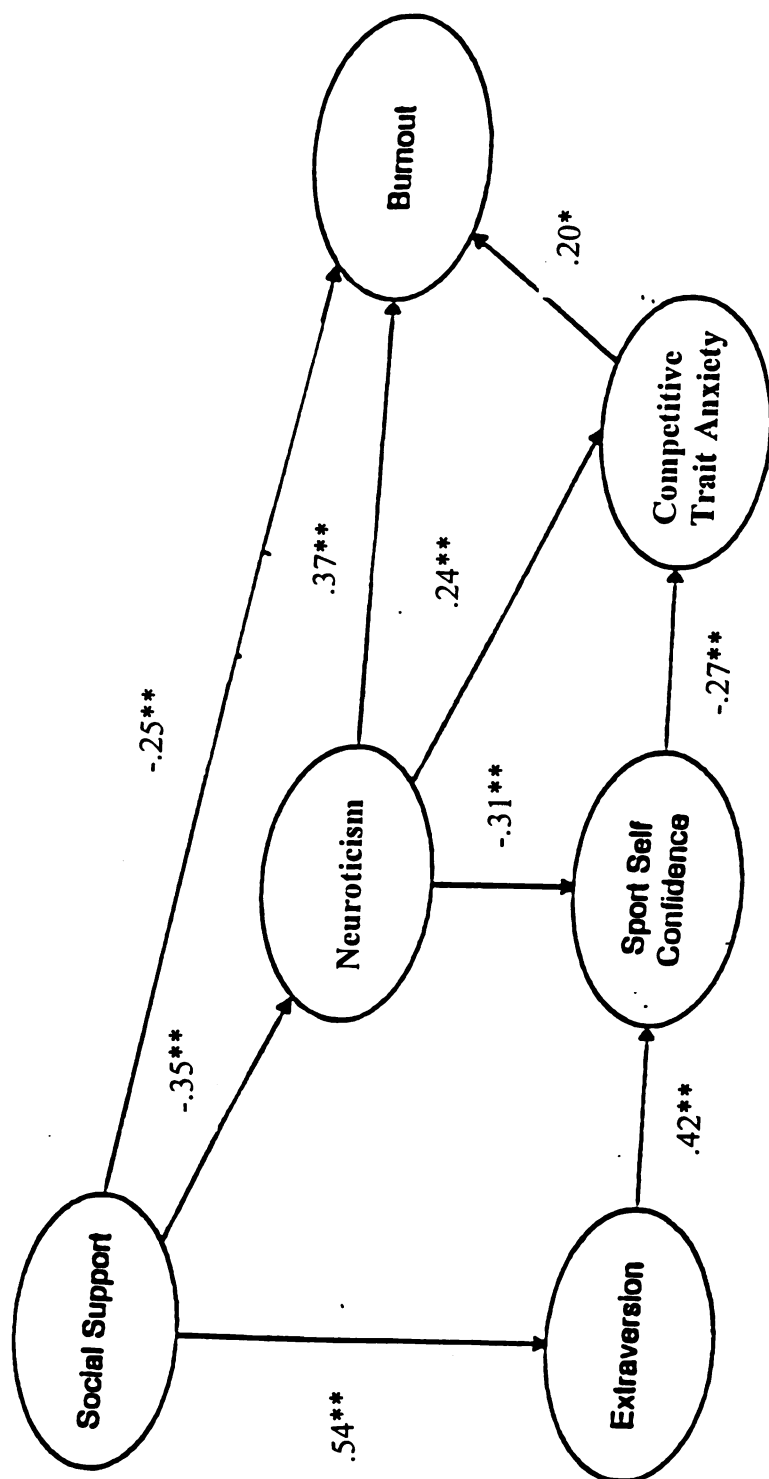 Social Support
-.25**
Burnout
-.35**
.37**
Neuroticism
.54**
.24**
.20*
-.31**
Extraversion
.42**
Sport Self
Confidence
-.27**
Competitive
Trait Anxiety